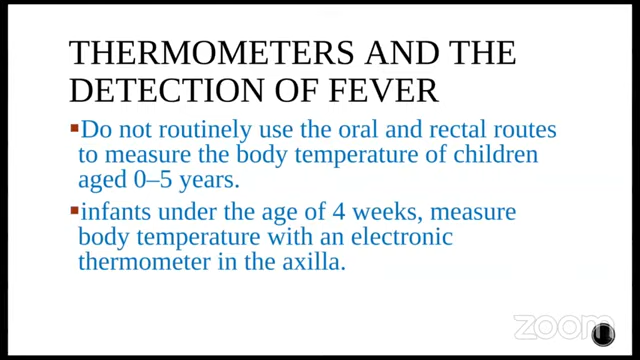 THERMOMETERS AND THE
DETECTION OF FEVER
▪Do not routinely use the oral and rectal routes
to measure the body temperature of children
aged 0–5 years.
▪infants under the age of 4 weeks, measure
body temperature with an electronic
thermometer in the axilla.
zoom